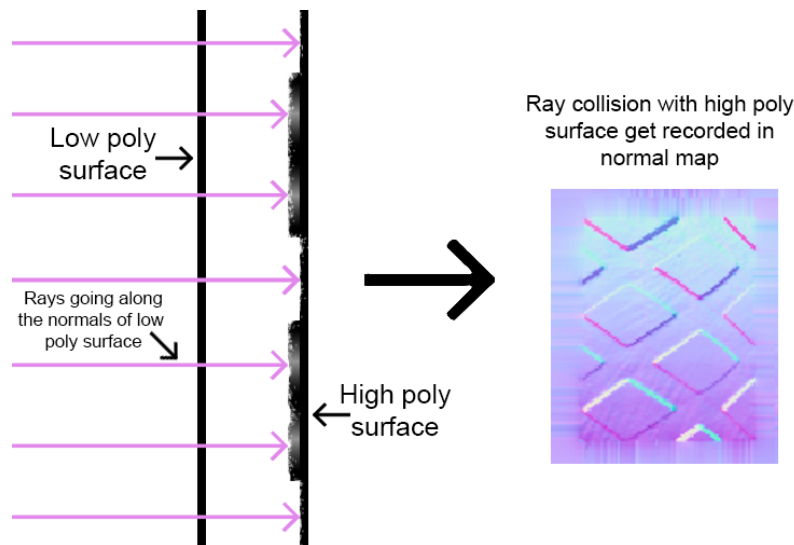 Low poly
surface
Rays going along
the normals of low
poly surface
High poly
surface
Ray collision with high poly
surface get recorded in
normal map